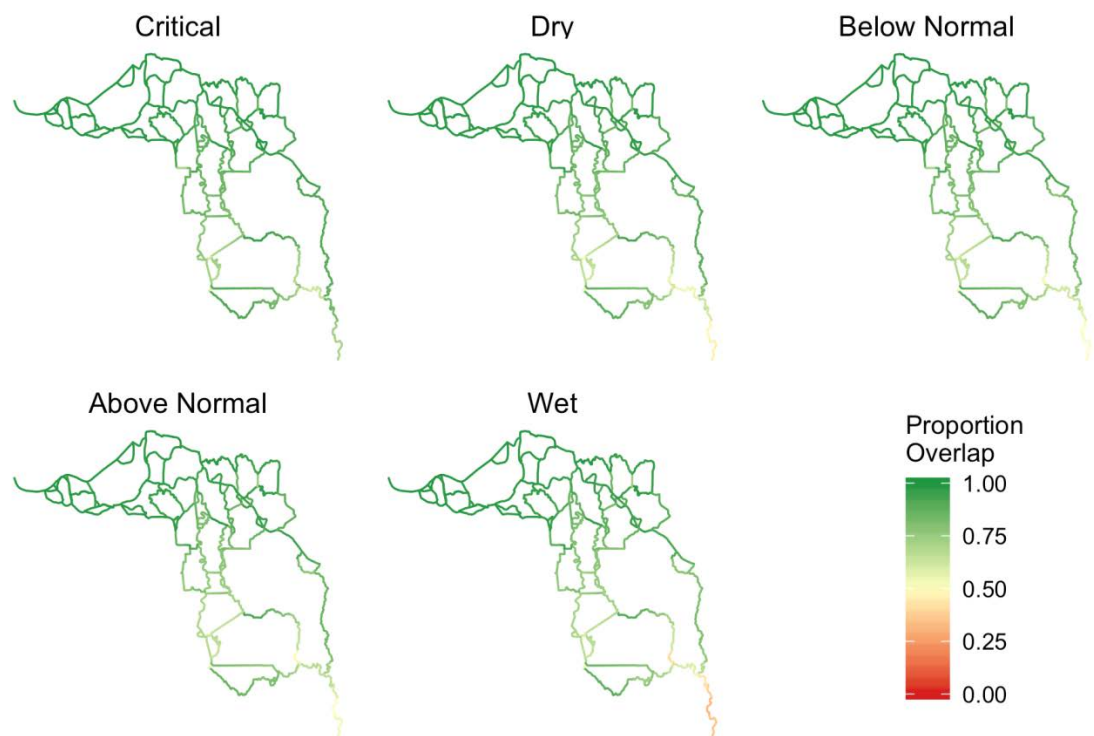 Critical
Dry
Below Normal
Above Normal
Wet
Proportion
Overlap
1.00
0.75
0.50
0.25
0.00